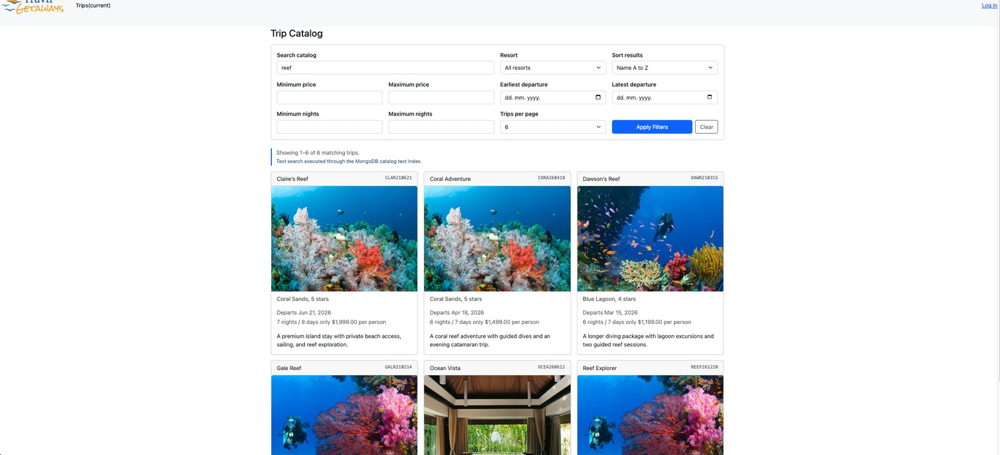 GETAWAYS
Trips(current)
Log In
Trip Catalog
Search catalog
Resort
Sort results
reef
All resorts
Name A to Z
Minimum price
Maximum price
Earliest departure
Latest departure
dd. mm. yyyy.
dd. mm. yyyy.
Minimum nights
Maximum nights
Trips per page
6
Apply Filters
Clear
Showing 1–6 of 6 matching trips.
Text search executed through the MongoDB catalog text index.
Claire's Reef
CLAR210621
Coral Sands, 5 stars
Departs Jun 21, 2026
7 nights / 8 days only $1,999.00 per person
A premium island stay with private beach access,
sailing, and reef exploration.
Coral Adventure
CORA260418
Coral Sands, 5 stars
Departs Apr 18, 2026
6 nights / 7 days only $1,499.00 per person
A coral reef adventure with guided dives and an
evening catamaran trip.
Dawson's Reef
DAWR210315
Blue Lagoon, 4 stars
Departs Mar 15, 2026
6 nights / 7 days only $1,199.00 per person
A longer diving package with lagoon excursions and
two guided reef sessions.
Gale Reef
GALR210214
Ocean Vista
OCEA260612
Reef Explorer
REEF261220